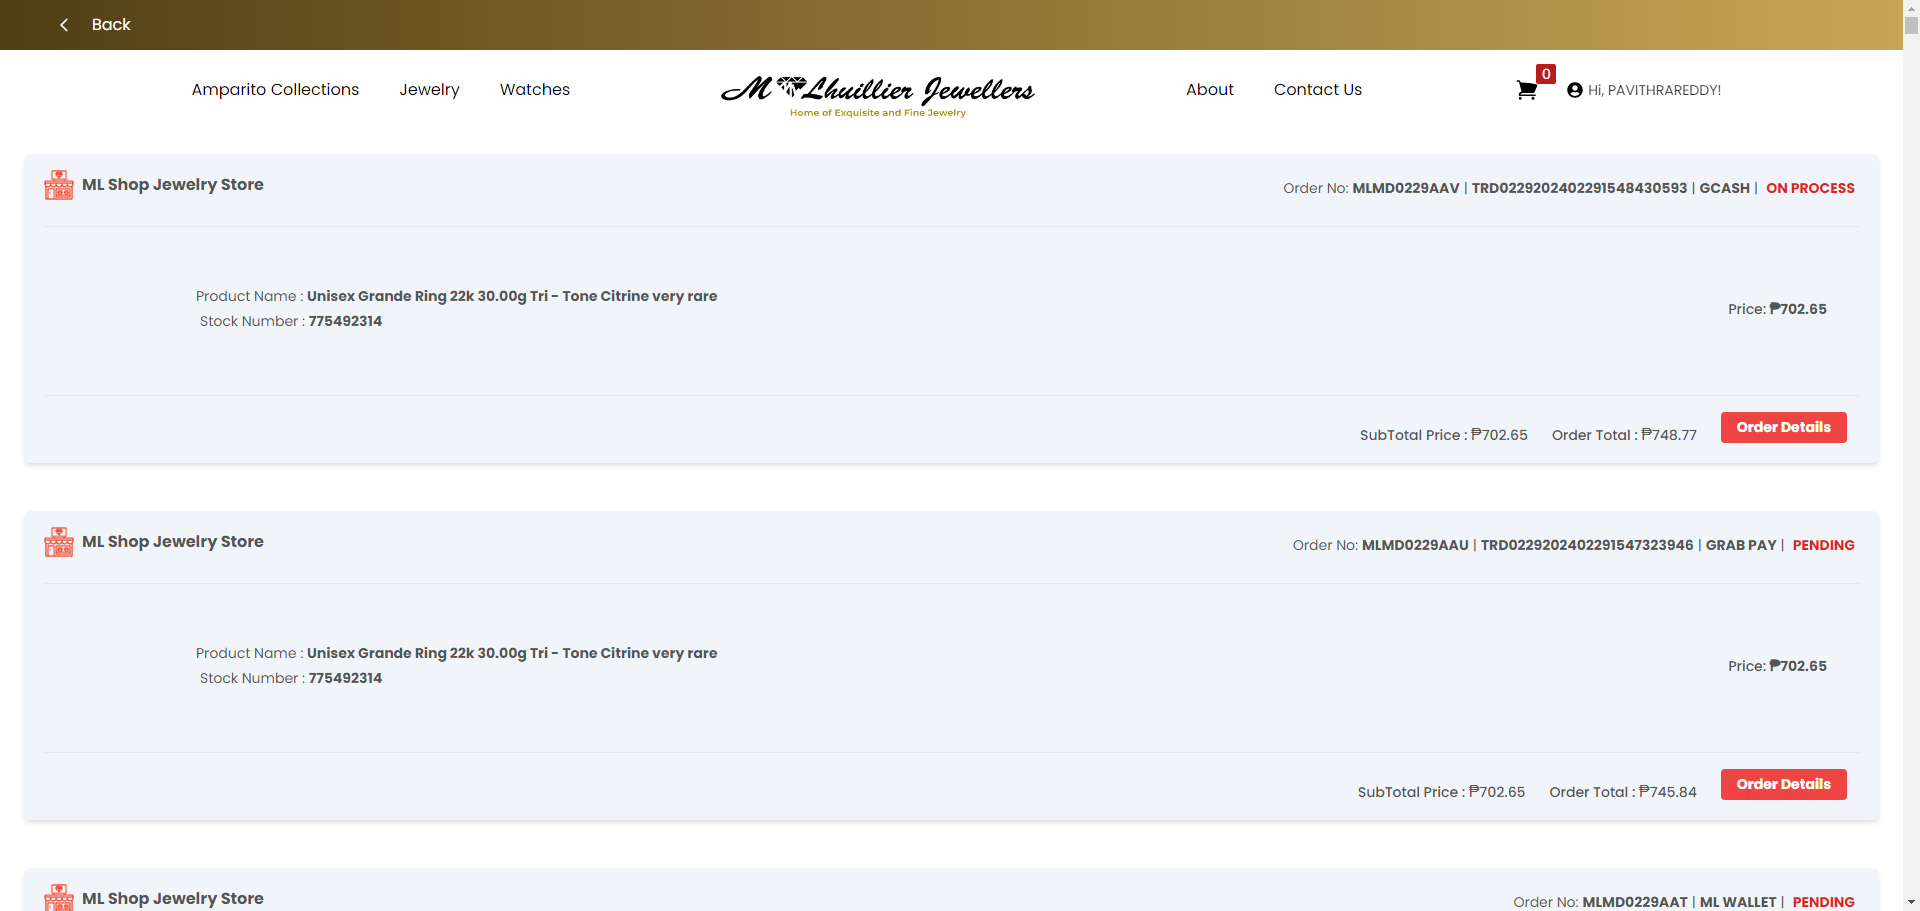 Back
Amparito Collections Jewelry Watches M Lhuillier Jewellers About Contact Us 0 Hi, PAVITHRAREDDY!
Home of Exquisite and Fine Jewelry
ML Shop Jewelry Store Order No: MLMD0229AAV | TRD0229202402291548430593 | GCASH | ON PROCESS
Product Name : Unisex Grande Ring 22k 30.00g Tri - Tone Citrine very rare
Stock Number : 775492314
Price: ₱702.65
SubTotal Price : ₱702.65 Order Total : ₱748.77 Order Details
ML Shop Jewelry Store Order No: MLMD0229AAU | TRD0229202402291547323946 | GRAB PAY | PENDING
Product Name : Unisex Grande Ring 22k 30.00g Tri - Tone Citrine very rare
Stock Number : 775492314
Price: ₱702.65
SubTotal Price : ₱702.65 Order Total : ₱745.84 Order Details
ML Shop Jewelry Store Order No: MLMD0229AAT | ML WALLET | PENDING